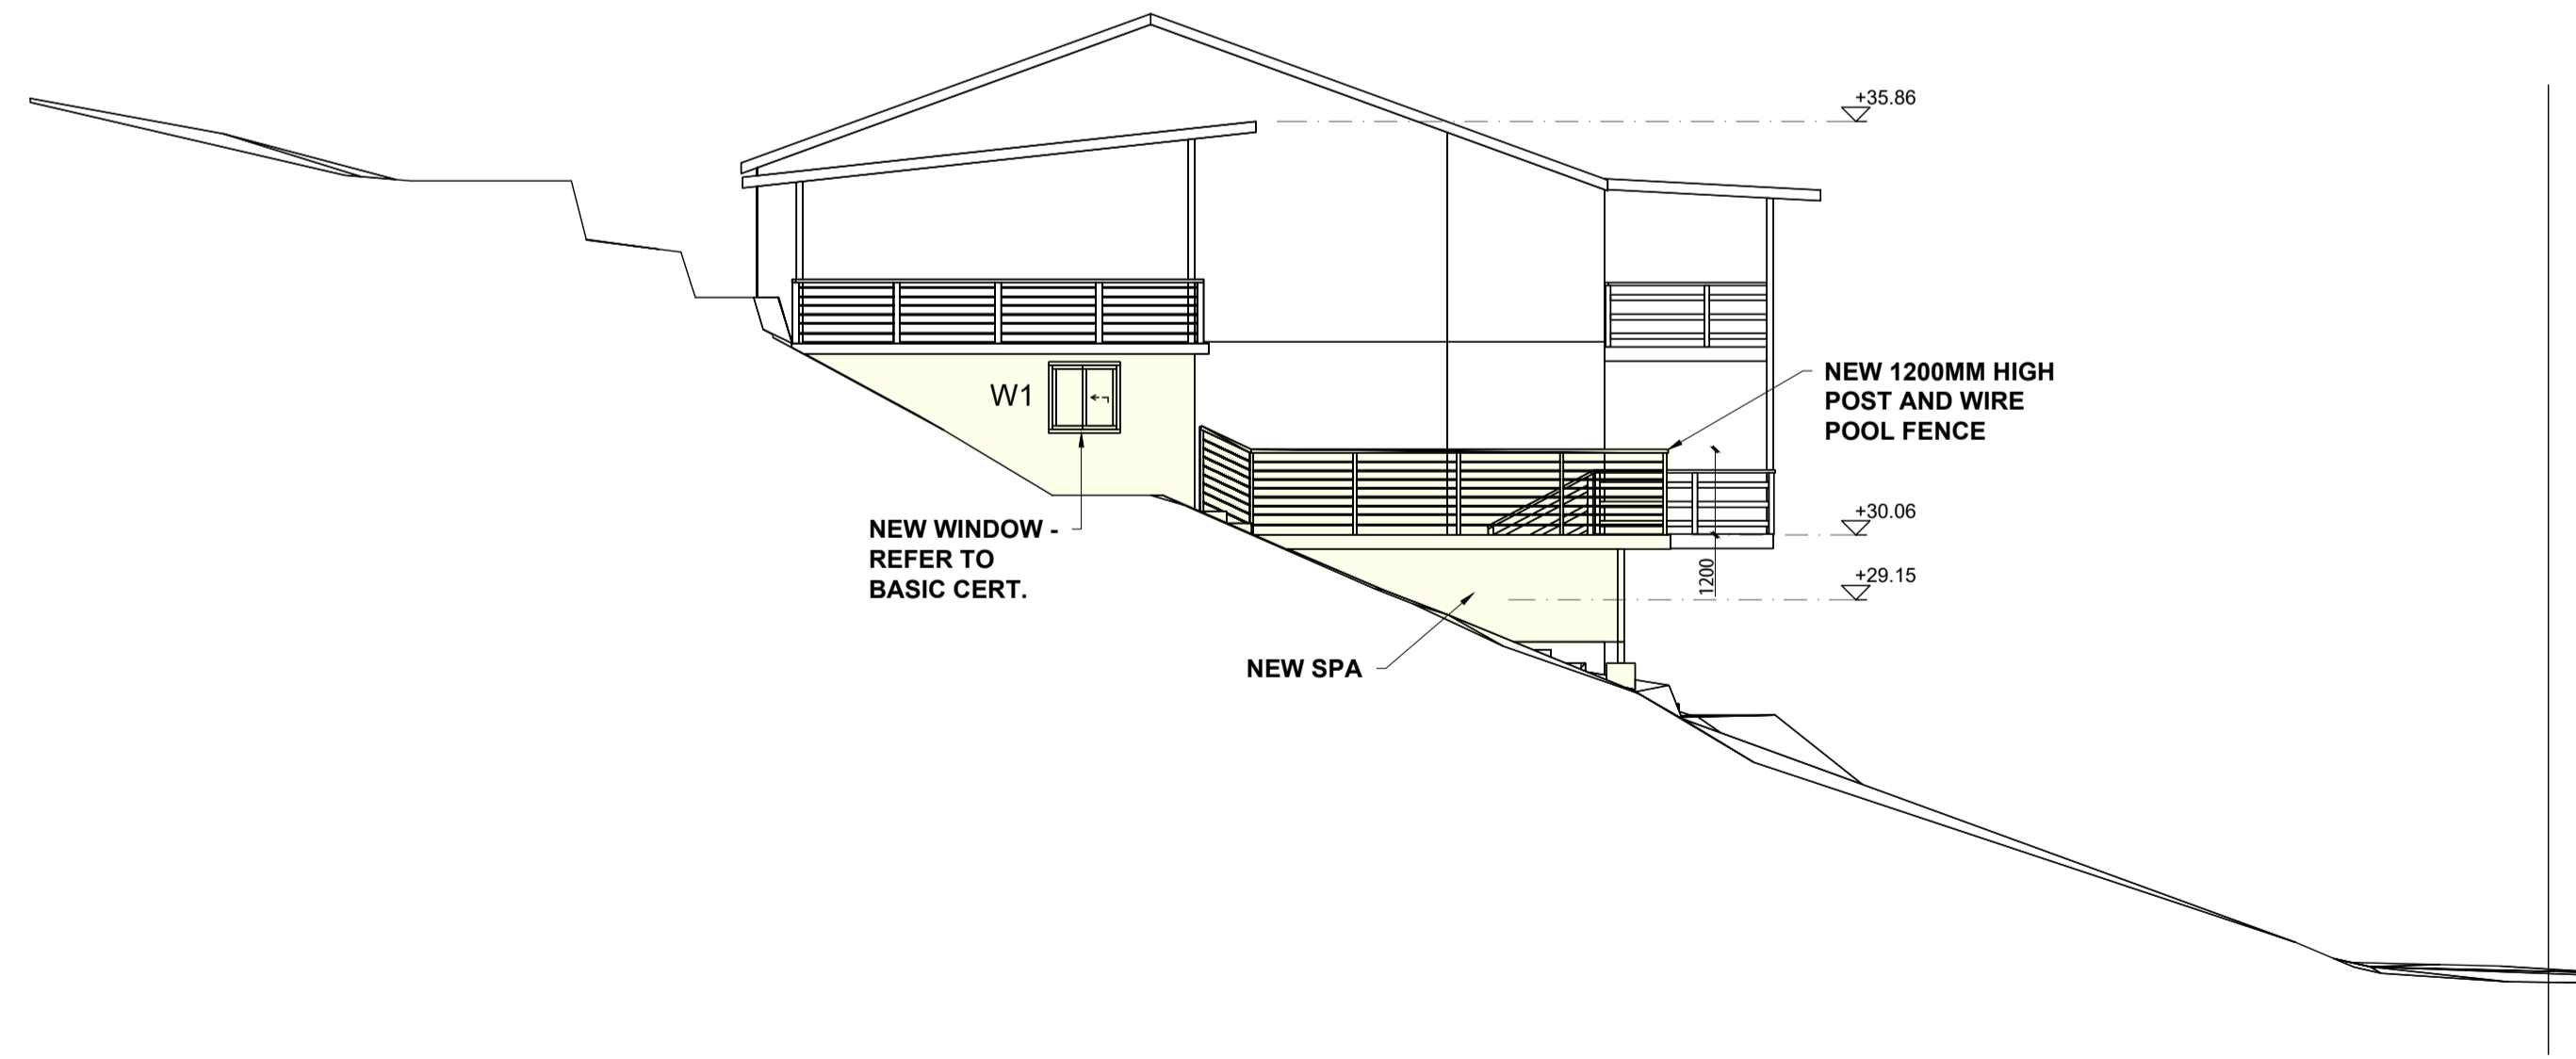 +35.86
W1
NEW 1200MM HIGH
POST AND WIRE
POOL FENCE
NEW WINDOW -
REFER TO
BASIC CERT.
+30.06
1200
+29.15
NEW SPA